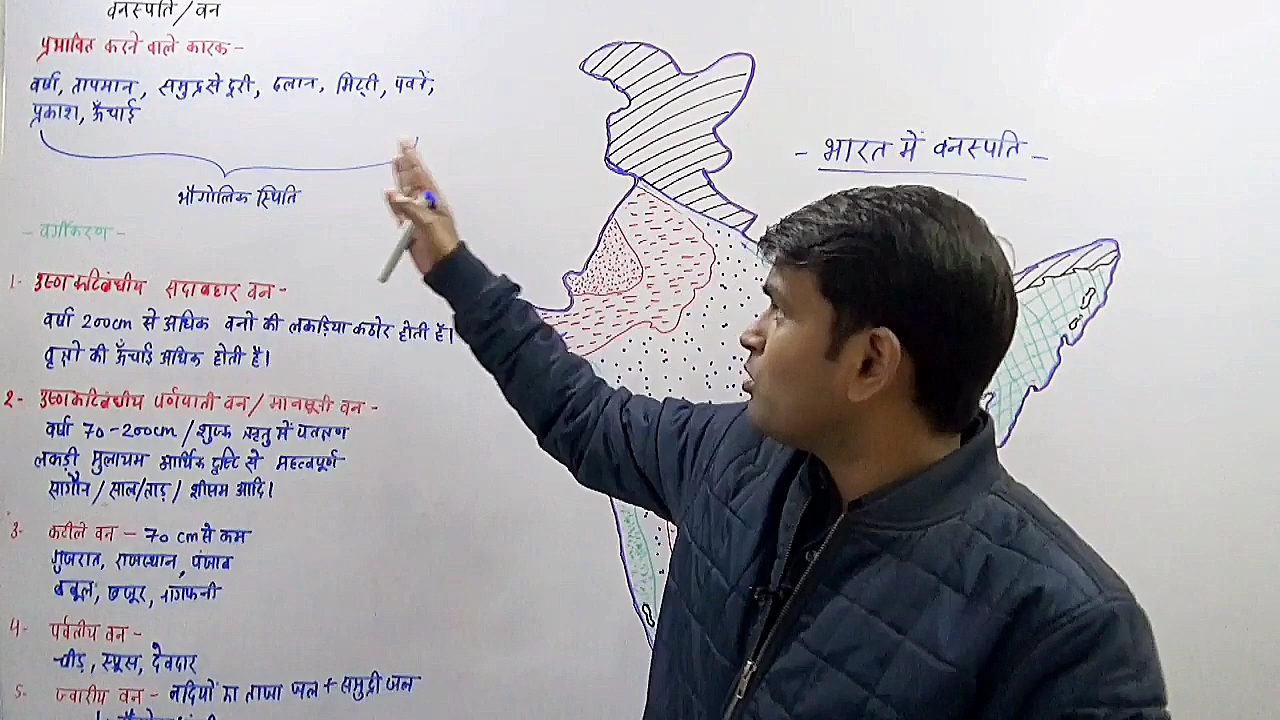 वनस्पति/वन
प्रभावित करने वाले कारक -
वर्षा, तापमान, समुद्र से दूरी, ढलान, मिट्टी, पवनें,
प्रकाश, ऊँचाई
भौगोलिक स्थिति
- भारत में वनस्पति -
- वर्गीकरण -
1- उष्ण कटिबंधीय सदाबहार वन -
वर्षा 200cm से अधिक वनो की लकड़िया कठोर होती है।
वृक्षो की ऊँचाई अधिक होती है।
2- उष्णकटिबंधीय पर्णपाती वन/मानसूनी वन -
वर्षा 70-200cm/शुष्क ऋतु में
लकड़ी मुलायम आर्थिक दृष्टि से महत्वपूर्ण
सागौन/साल/ताड़/शीसम आदि।
3- कटीले वन - 70 cm से कम
गुजरात, राजस्थान, पंजाब
बबूल, खजूर, नागफनी
4- पर्वतीय वन -
चीड़, स्प्रूस, देवदार
5- ज्वारीय वन - नदियों का ताजा जल + समुद्री जल